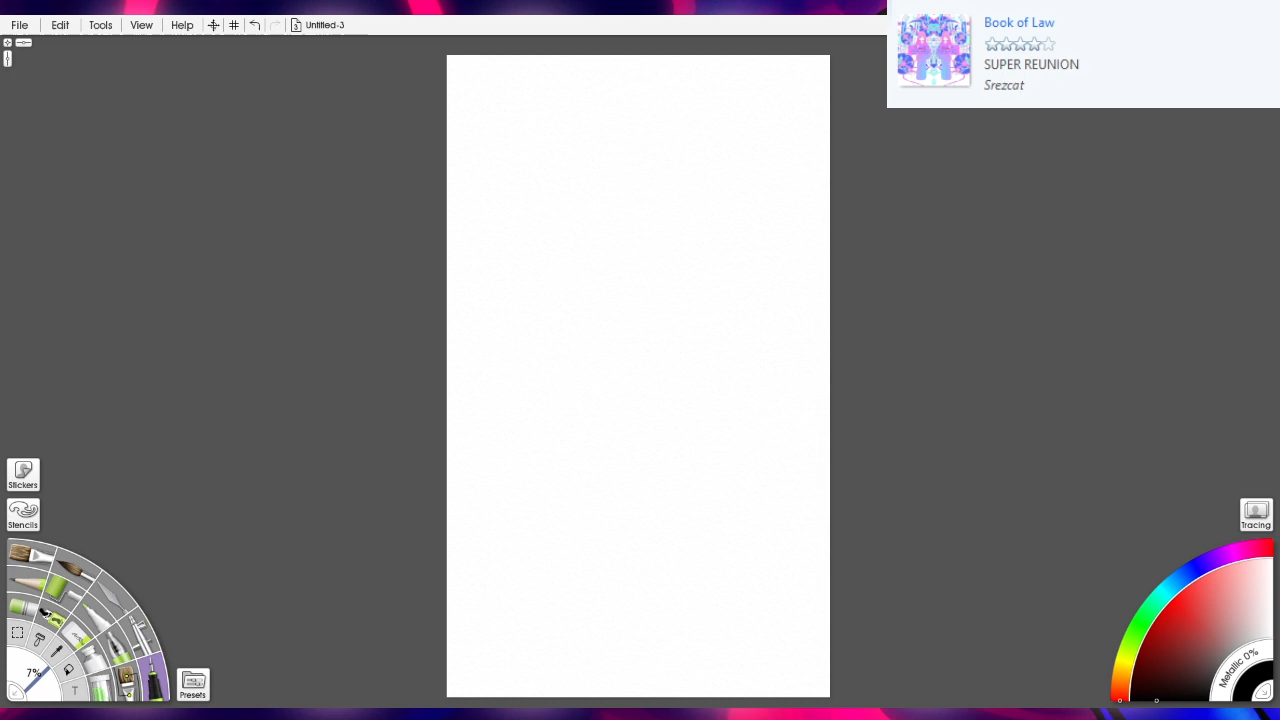 File Edit Tools View Help 3 Untitled-3
Book of Law
SUPER REUNION
Srezcat
Stickers
Stencils
Tracing
7%
T
Presets
Metallic 0%